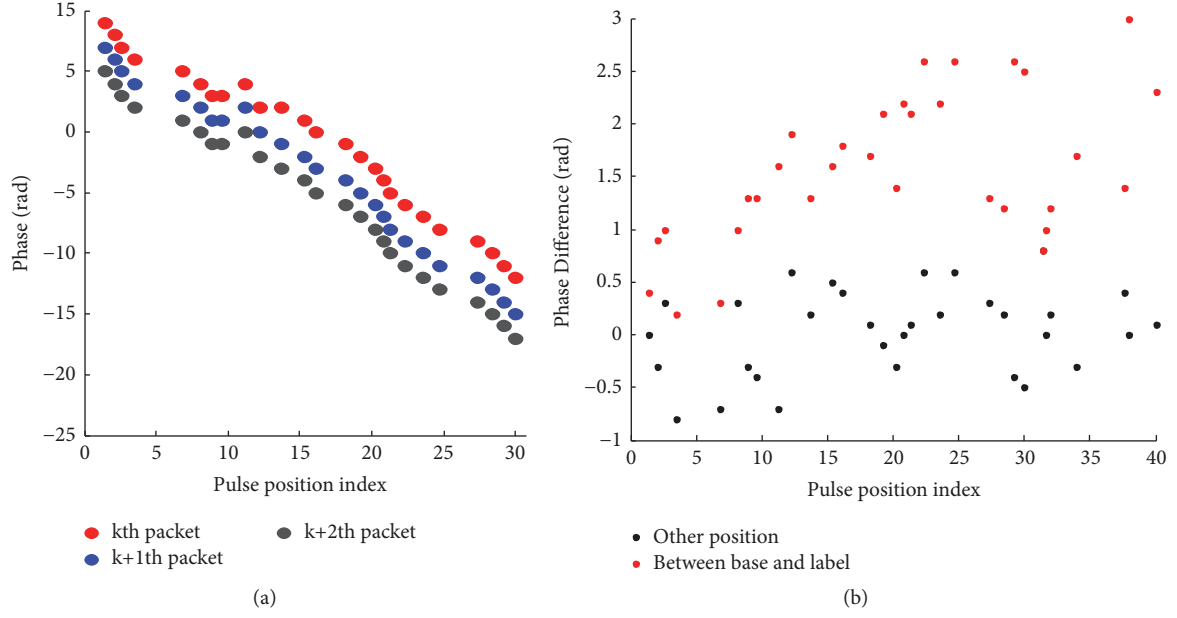 15
10
5
0
−5
−10
−15
−20
−25
Phase (rad)
0 5 10 15 20 25 30
Pulse position index
kth packet
k+2th packet
k+1th packet
(a)
3
2.5
2
1.5
1
0.5
0
−0.5
−1
Phase Difference (rad)
0 5 10 15 20 25 30 35 40
Pulse position index
Other position
Between base and label
(b)